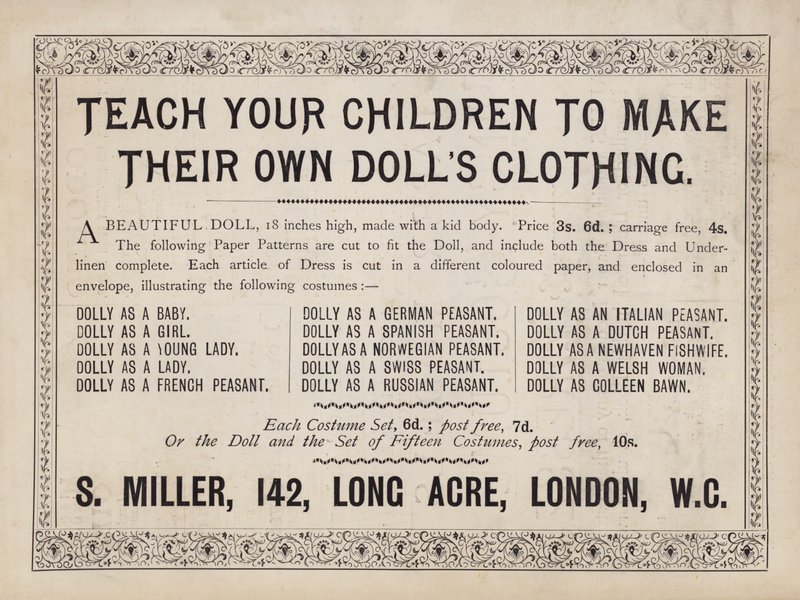 TEACH YOUR CHILDREN TO MAKE
THEIR OWN DOLL'S CLOTHING.
A BEAUTIFUL DOLL, 18 inches high, made with a kid body. Price 3s. 6d.; carriage free, 4s.
The following Paper Patterns are cut to fit the Doll, and include both the Dress and Under-
linen complete. Each article of Dress is cut in a different coloured paper, and enclosed in an
envelope, illustrating the following costumes:—
DOLLY AS A BABY.
DOLLY AS A GIRL.
DOLLY AS A YOUNG LADY.
DOLLY AS A LADY.
DOLLY AS A FRENCH PEASANT.
DOLLY AS A GERMAN PEASANT.
DOLLY AS A SPANISH PEASANT.
DOLLY AS A NORWEGIAN PEASANT.
DOLLY AS A SWISS PEASANT.
DOLLY AS A RUSSIAN PEASANT.
DOLLY AS AN ITALIAN PEASANT.
DOLLY AS A DUTCH PEASANT.
DOLLY AS A NEWHAVEN FISHWIFE.
DOLLY AS A WELSH WOMAN.
DOLLY AS COLLEEN BAWN.
Each Costume Set, 6d.; post free, 7d.
Or the Doll and the Set of Fifteen Costumes, post free, 10s.
S. MILLER, 142, LONG ACRE, LONDON, W.C.